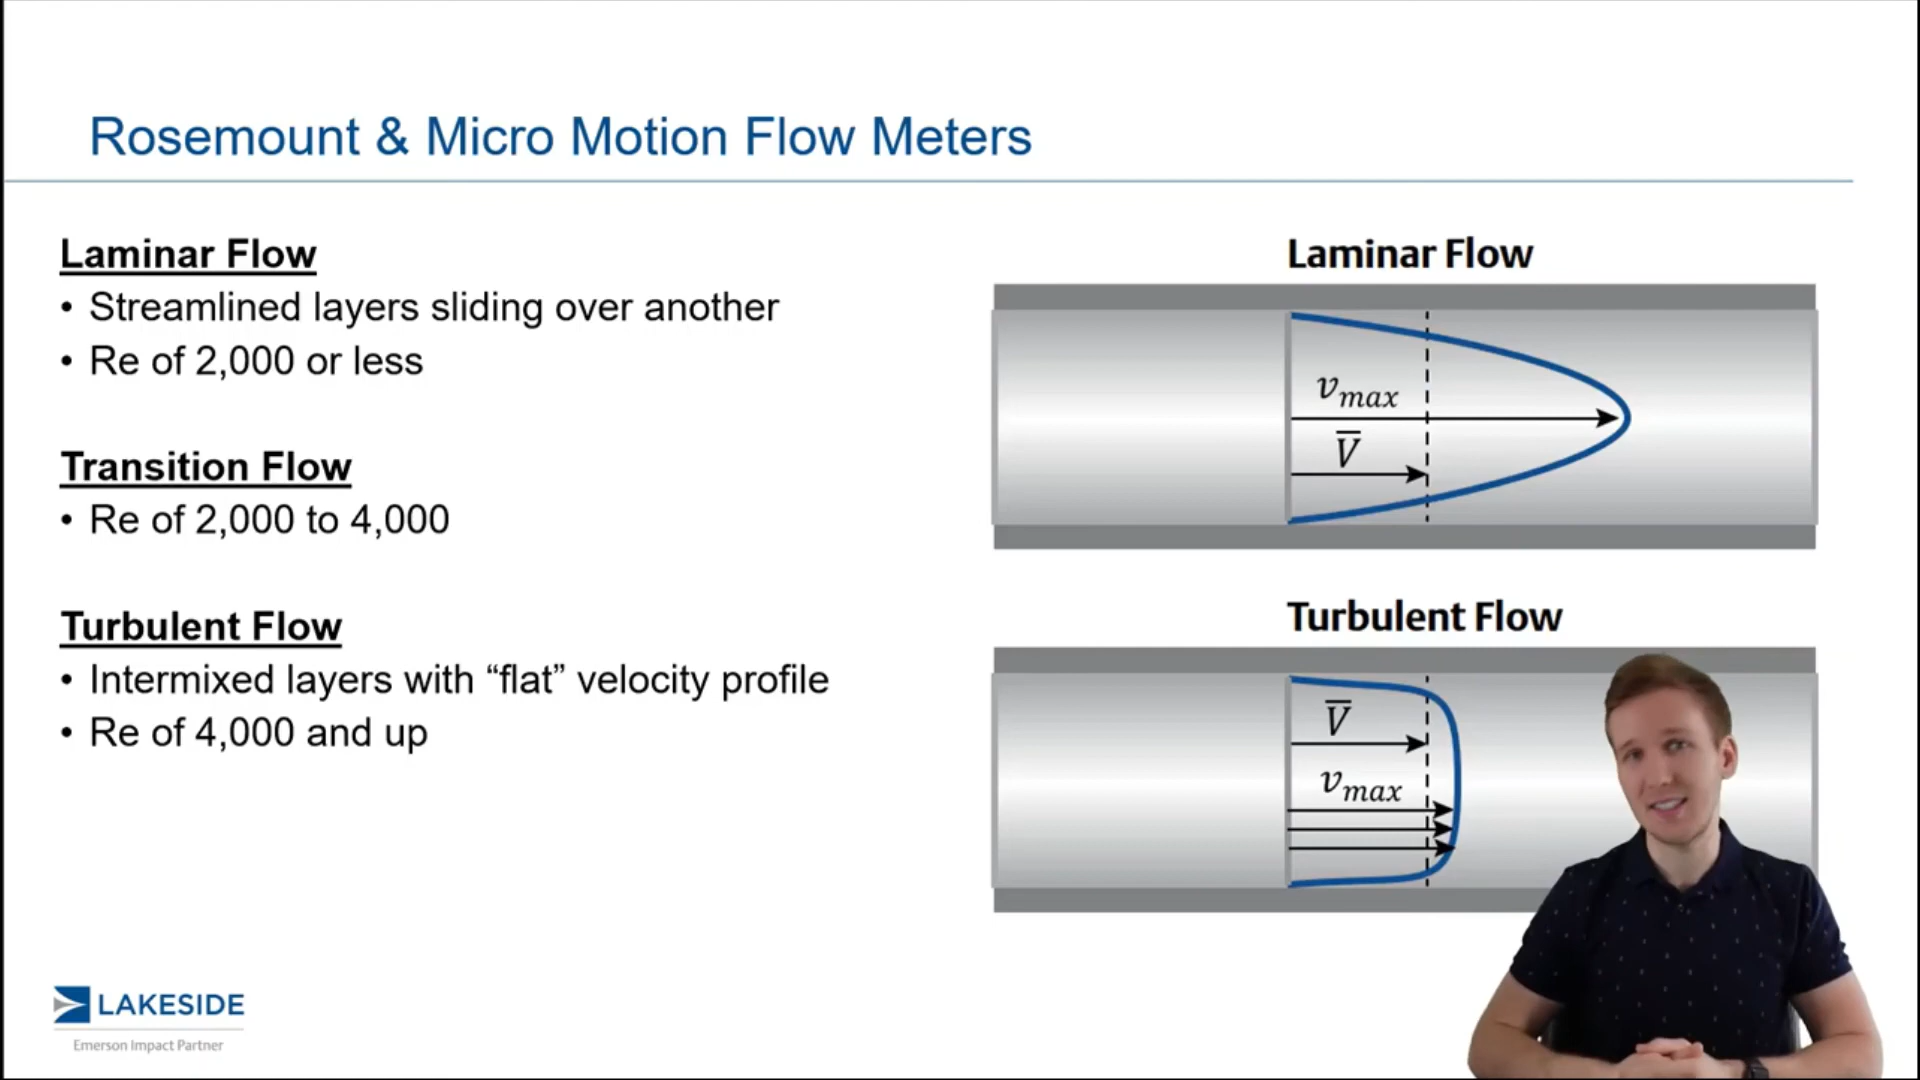 Rosemount & Micro Motion Flow Meters
Laminar Flow
• Streamlined layers sliding over another
• Re of 2,000 or less
Transition Flow
• Re of 2,000 to 4,000
Turbulent Flow
• Intermixed layers with “flat” velocity profile
• Re of 4,000 and up
Laminar Flow
v_max
V̅
Turbulent Flow
V̅
v_max
LAKESIDE
Emerson Impact Partner